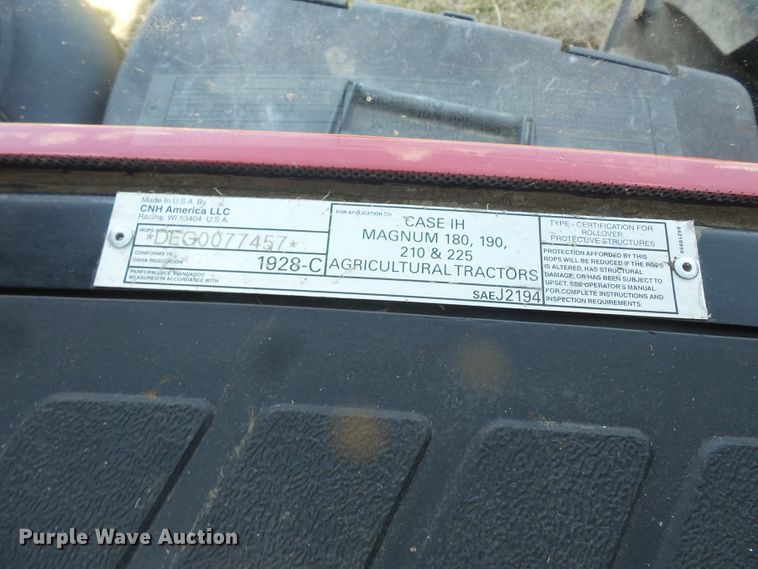 Made In U.S.A. By
CNH America LLC
Racine, WI 53404 U.S.A.
*DEG0077457*
CONFORMS TO
OSHA REGULATION
1928-C
PERFORMANCE STANDARDS
MEASURED IN ACCORDANCE WITH
SAEJ2194
FOR APPLICATION ON
CASE IH
MAGNUM 180, 190,
210 & 225
AGRICULTURAL TRACTORS
TYPE - CERTIFICATION FOR
ROLLOVER
PROTECTIVE STRUCTURES
PROTECTION AFFORDED BY THIS
ROPS WILL BE REDUCED IF THE ROPS
IS ALTERED, HAS STRUCTURAL
DAMAGE, OR HAS BEEN SUBJECT TO
UPSET. SEE OPERATOR'S MANUAL
FOR COMPLETE INSTRUCTIONS AND
INSPECTION REQUIREMENTS.
Purple Wave Auction®